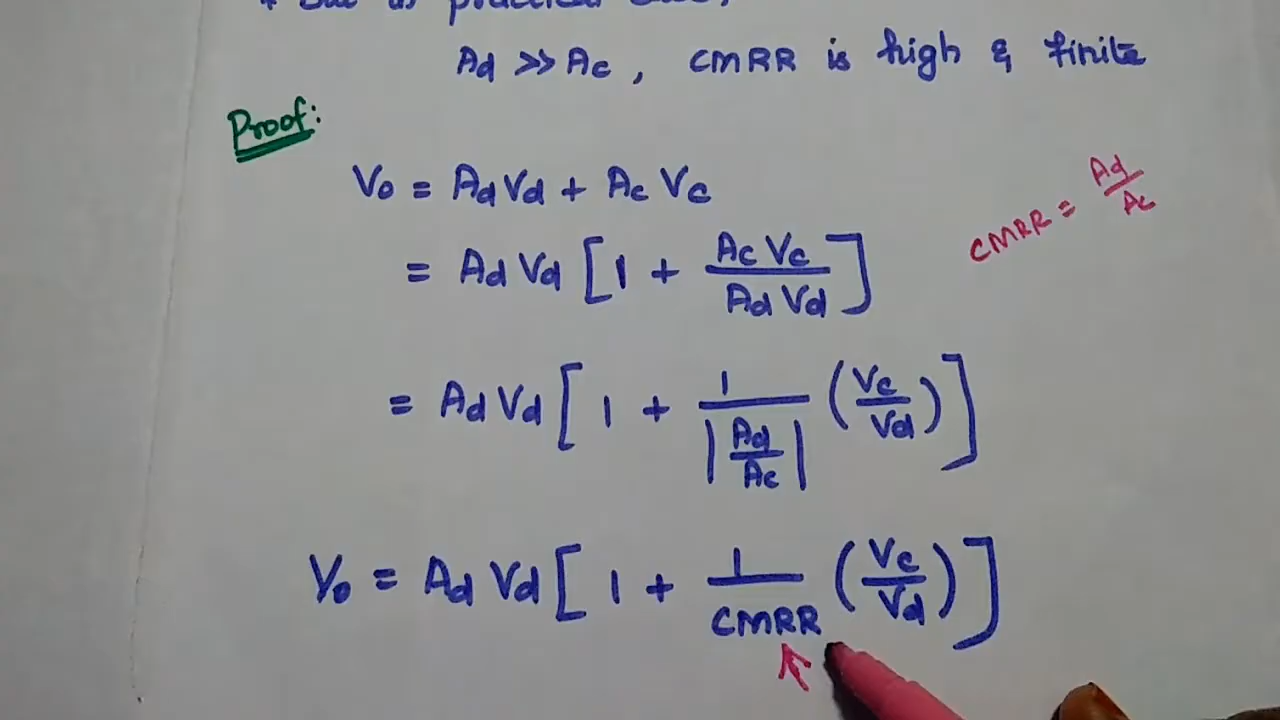 Ad >> Ac , CMRR is high & finite
Proof:
Vo = Ad Vd + Ac Vc
CMRR = Ad/Ac
= Ad Vd [ 1 + Ac Vc / Ad Vd ]
= Ad Vd [ 1 + 1 / |Ad/Ac| (Vc/Vd) ]
Vo = Ad Vd [ 1 + 1 / CMRR (Vc/Vd) ]